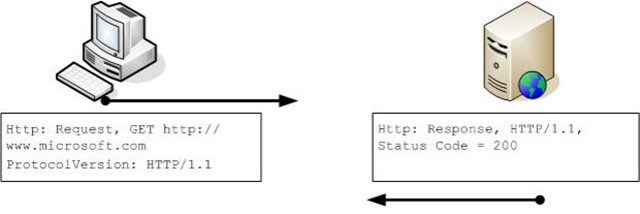 Http: Request, GET http://
www.microsoft.com
ProtocolVersion: HTTP/1.1
Http: Response, HTTP/1.1,
Status Code = 200